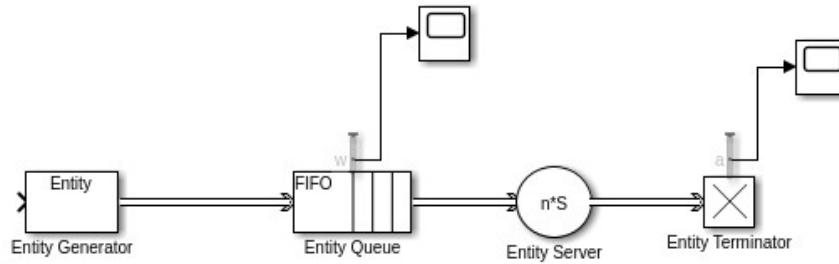 w
a
Entity
FIFO
n*S
Entity Generator
Entity Queue
Entity Server
Entity Terminator